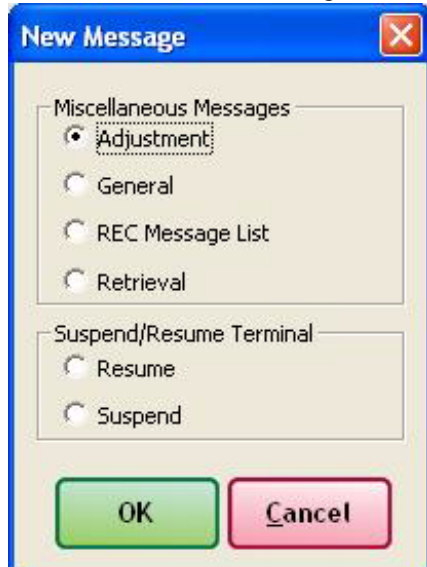 New Message
Miscellaneous Messages
Adjustment
General
REC Message List
Retrieval
Suspend/Resume Terminal
Resume
Suspend
OK Cancel